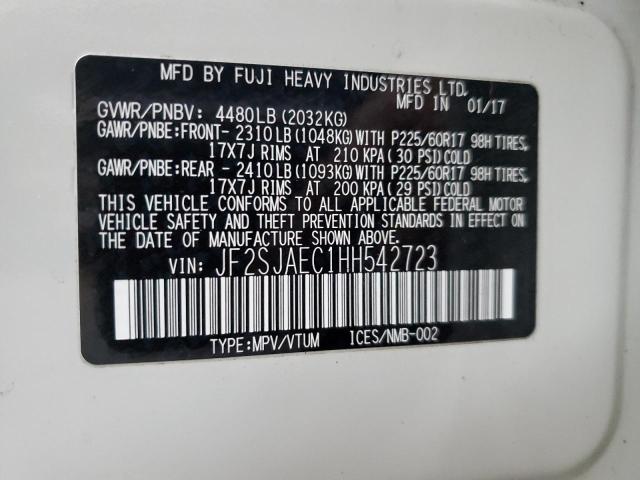 MFD BY FUJI HEAVY INDUSTRIES LTD.
MFD IN 01/17
GVWR/PNBV: 4480LB (2032KG)
GAWR/PNBE:FRONT- 2310LB (1048KG) WITH P225/60R17 98H TIRES,
17X7J RIMS AT 210 KPA (30 PSI) COLD
GAWR/PNBE:REAR - 2410LB (1093KG) WITH P225/60R17 98H TIRES,
17X7J RIMS AT 200 KPA (29 PSI) COLD
THIS VEHICLE CONFORMS TO ALL APPLICABLE FEDERAL MOTOR
VEHICLE SAFETY AND THEFT PREVENTION STANDARDS IN EFFECT ON
THE DATE OF MANUFACTURE SHOWN ABOVE.
VIN: JF2SJAEC1HH542723
TYPE:MPV/VTUM ICES/NMB-002